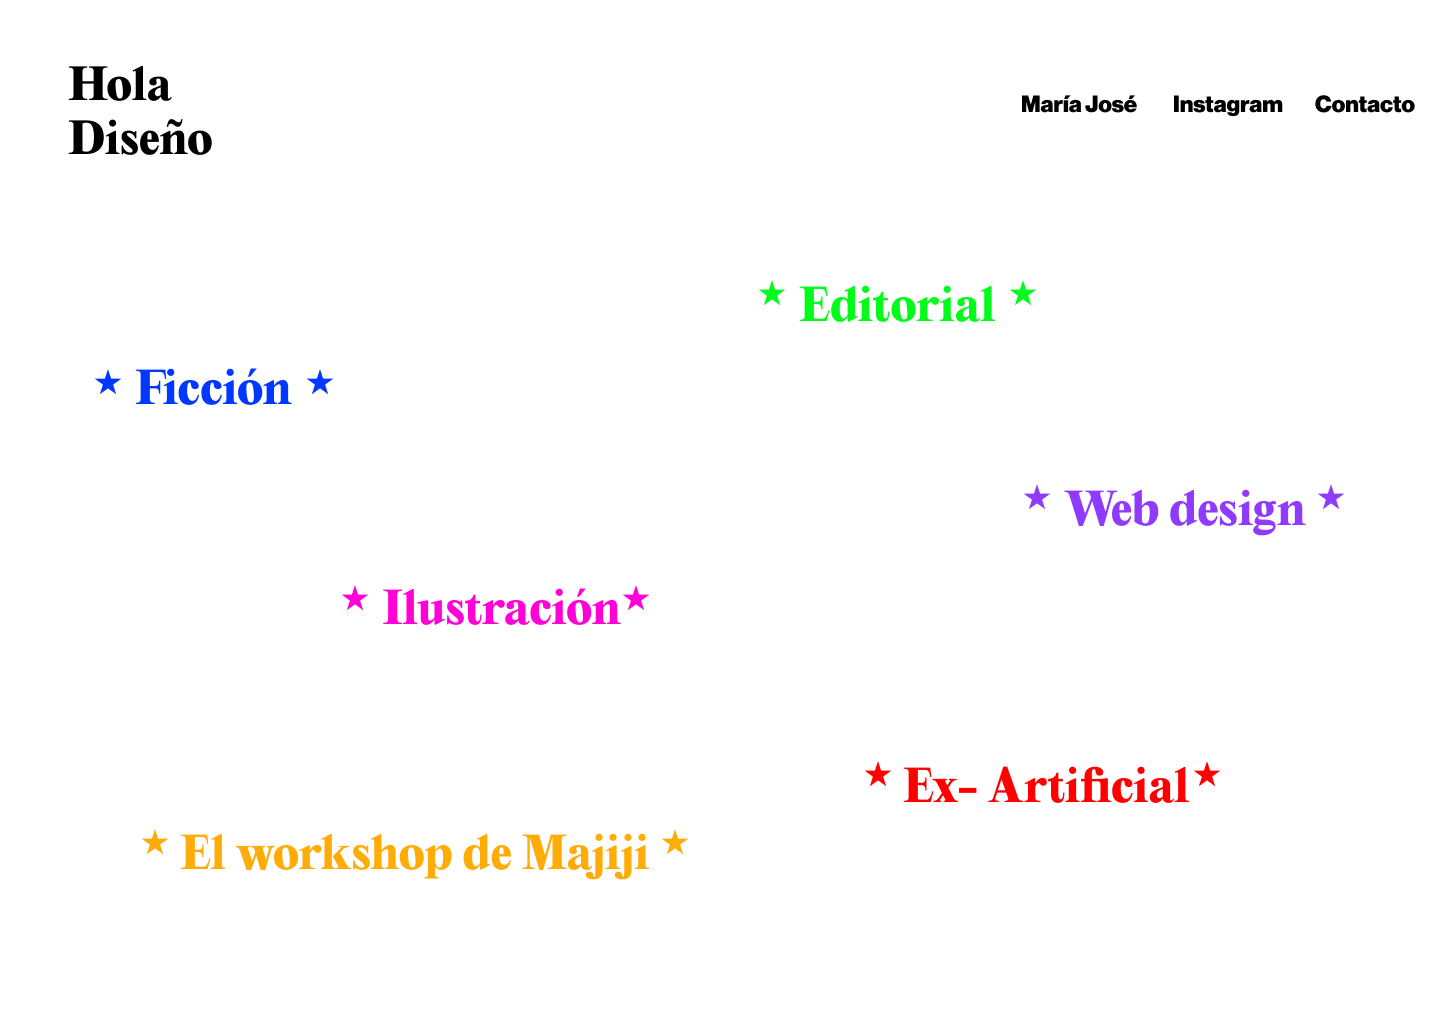 Hola
Diseño
María José Instagram Contacto
★ Editorial ★
★ Ficción ★
★ Web design ★
★ Ilustración★
★ Ex- Artificial★
★ El workshop de Majiji ★